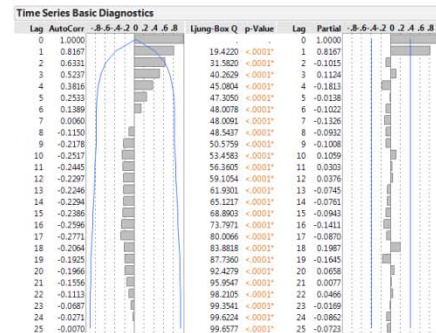 Time Series Basic Diagnostics
Lag AutoCorr -.8-.6-.4-.2 0 .2 .4 .6 .8 Ljung-Box Q p-Value Lag Partial -.8-.6-.4-.2 0 .2 .4 .6 .8
0 1.0000 . . 0 1.0000
1 0.8167 19.4220 <.0001* 1 0.8167
2 0.6331 31.5820 <.0001* 2 -0.1015
3 0.5237 40.2629 <.0001* 3 0.1124
4 0.3816 45.0804 <.0001* 4 -0.1813
5 0.2533 47.3050 <.0001* 5 -0.0138
6 0.1389 48.0078 <.0001* 6 -0.1022
7 0.0060 48.0091 <.0001* 7 -0.1326
8 -0.1150 48.5437 <.0001* 8 -0.0932
9 -0.2178 50.5759 <.0001* 9 -0.1008
10 -0.2517 53.4583 <.0001* 10 0.1059
11 -0.2445 56.3605 <.0001* 11 0.0303
12 -0.2297 59.1054 <.0001* 12 0.0376
13 -0.2246 61.9301 <.0001* 13 -0.0745
14 -0.2294 65.1217 <.0001* 14 -0.0761
15 -0.2386 68.8903 <.0001* 15 -0.0943
16 -0.2596 73.7971 <.0001* 16 -0.1411
17 -0.2771 80.0066 <.0001* 17 -0.0870
18 -0.2064 83.8818 <.0001* 18 0.1987
19 -0.1925 87.7360 <.0001* 19 -0.1645
20 -0.1966 92.4279 <.0001* 20 0.0658
21 -0.1556 95.9947 <.0001* 21 0.0077
22 -0.1113 98.2105 <.0001* 22 0.0466
23 -0.0687 99.3541 <.0001* 23 -0.0169
24 -0.0271 99.6224 <.0001* 24 -0.0862
25 -0.0070 99.6577 <.0001* 25 -0.0723